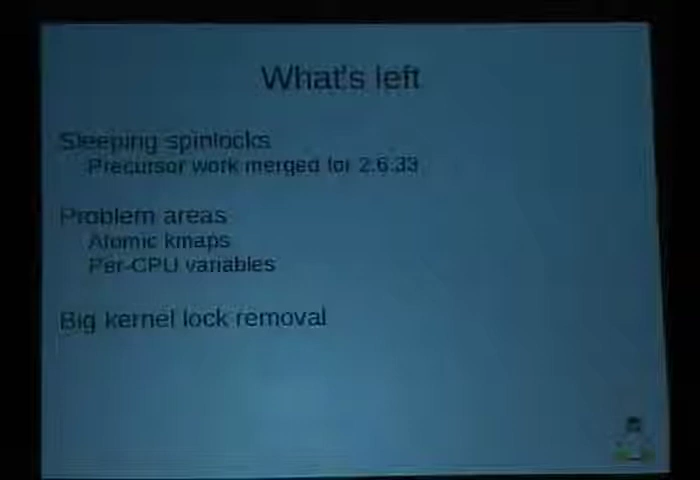 What's left
Sleeping spinlocks
Precursor work merged for 2.6.33
Problem areas
Atomic kmaps
Per-CPU variables
Big kernel lock removal